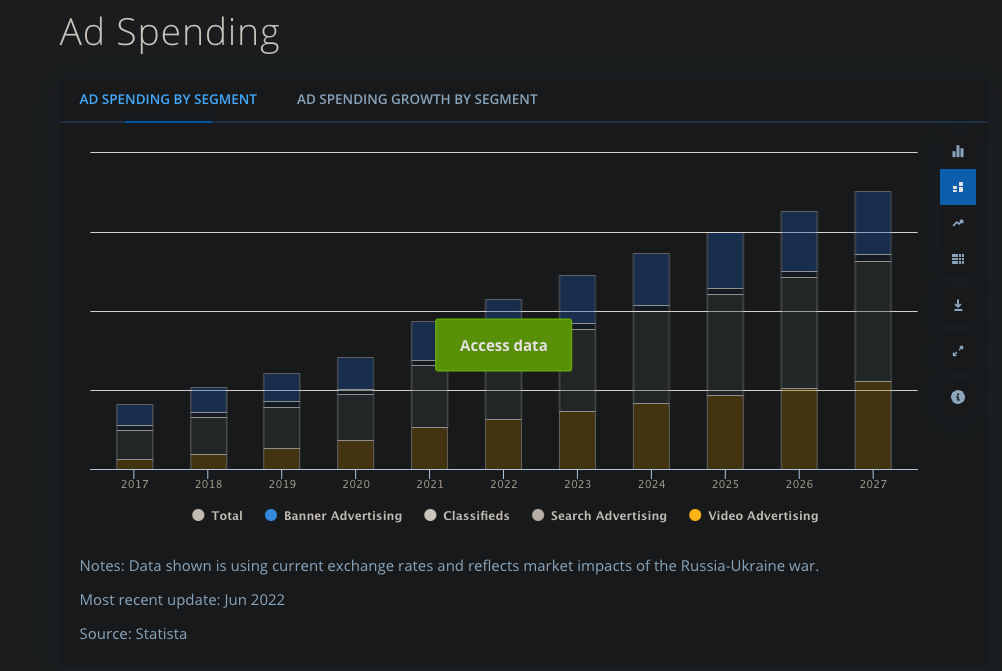 Ad Spending
AD SPENDING BY SEGMENT AD SPENDING GROWTH BY SEGMENT
Access data
2017 2018 2019 2020 2021 2022 2023 2024 2025 2026 2027
Total Banner Advertising Classifieds Search Advertising Video Advertising
Notes: Data shown is using current exchange rates and reflects market impacts of the Russia-Ukraine war.
Most recent update: Jun 2022
Source: Statista